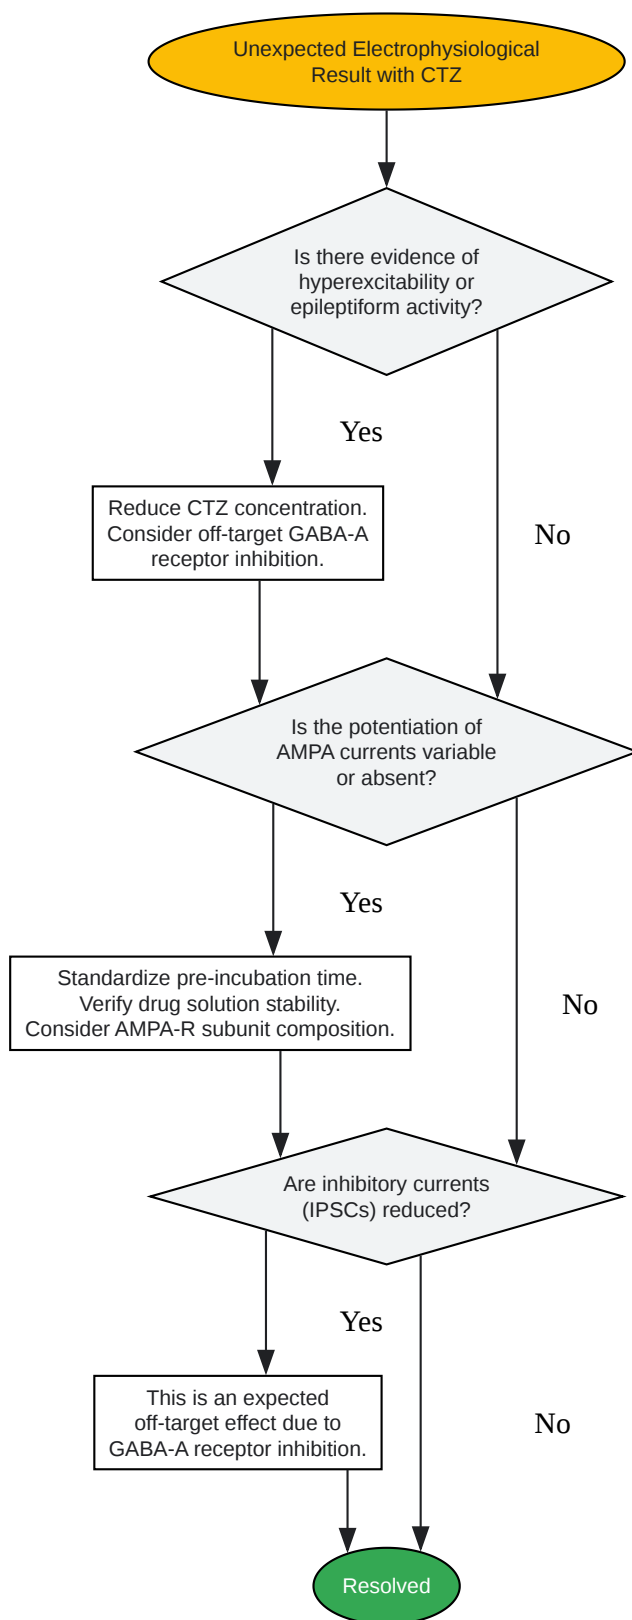 Unexpected Electrophysiological
Result with CTZ
Is there evidence of
hyperexcitability or
epileptiform activity?
Yes
Reduce CTZ concentration.
Consider off-target GABA-A
receptor inhibition.
No
Is the potentiation of
AMPA currents variable
or absent?
Yes
Standardize pre-incubation time.
Verify drug solution stability.
Consider AMPA-R subunit composition.
No
Are inhibitory currents
(IPSCs) reduced?
Yes
This is an expected
off-target effect due to
GABA-A receptor inhibition.
No
Resolved